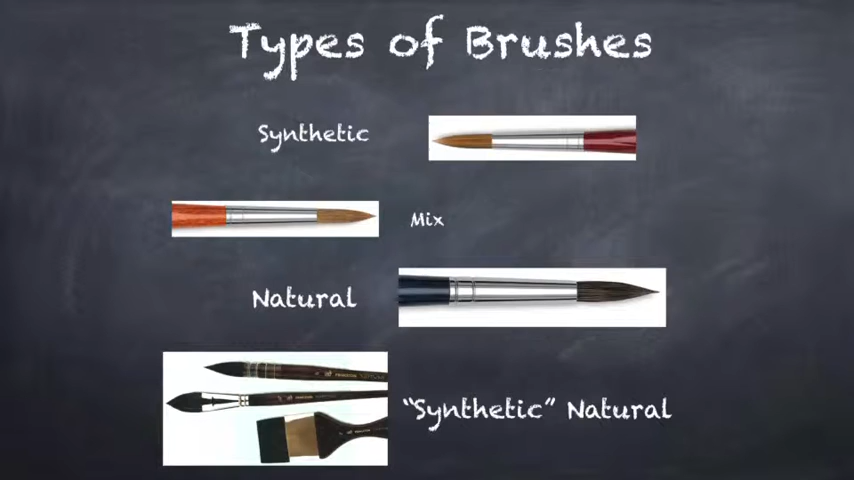 Types of Brushes
Synthetic
Mix
Natural
"Synthetic" Natural